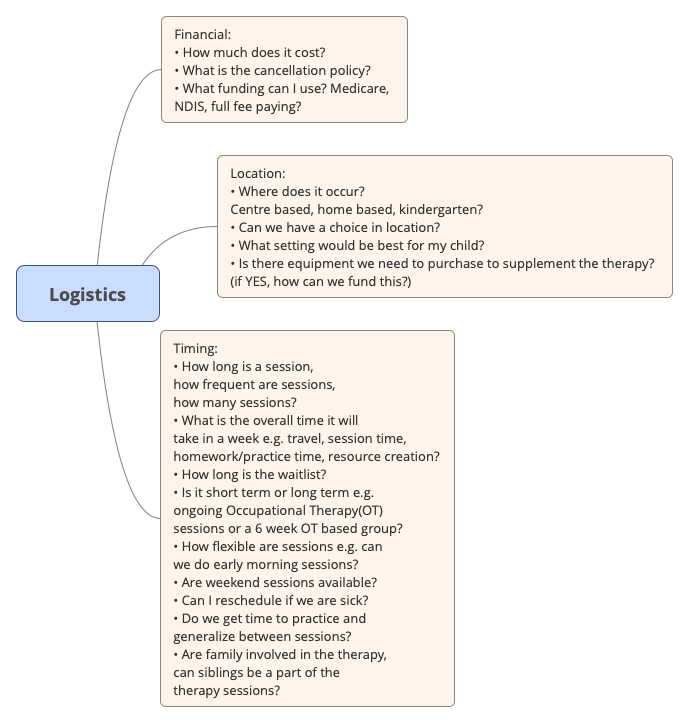 Financial:
• How much does it cost?
• What is the cancellation policy?
• What funding can I use? Medicare,
NDIS, full fee paying?
Location:
• Where does it occur?
Centre based, home based, kindergarten?
• Can we have a choice in location?
• What setting would be best for my child?
• Is there equipment we need to purchase to supplement the therapy?
(if YES, how can we fund this?)
Logistics
Timing:
• How long is a session,
how frequent are sessions,
how many sessions?
• What is the overall time it will
take in a week e.g. travel, session time,
homework/practice time, resource creation?
• How long is the waitlist?
• Is it short term or long term e.g.
ongoing Occupational Therapy(OT)
sessions or a 6 week OT based group?
• How flexible are sessions e.g. can
we do early morning sessions?
• Are weekend sessions available?
• Can I reschedule if we are sick?
• Do we get time to practice and
generalize between sessions?
• Are family involved in the therapy,
can siblings be a part of the
therapy sessions?